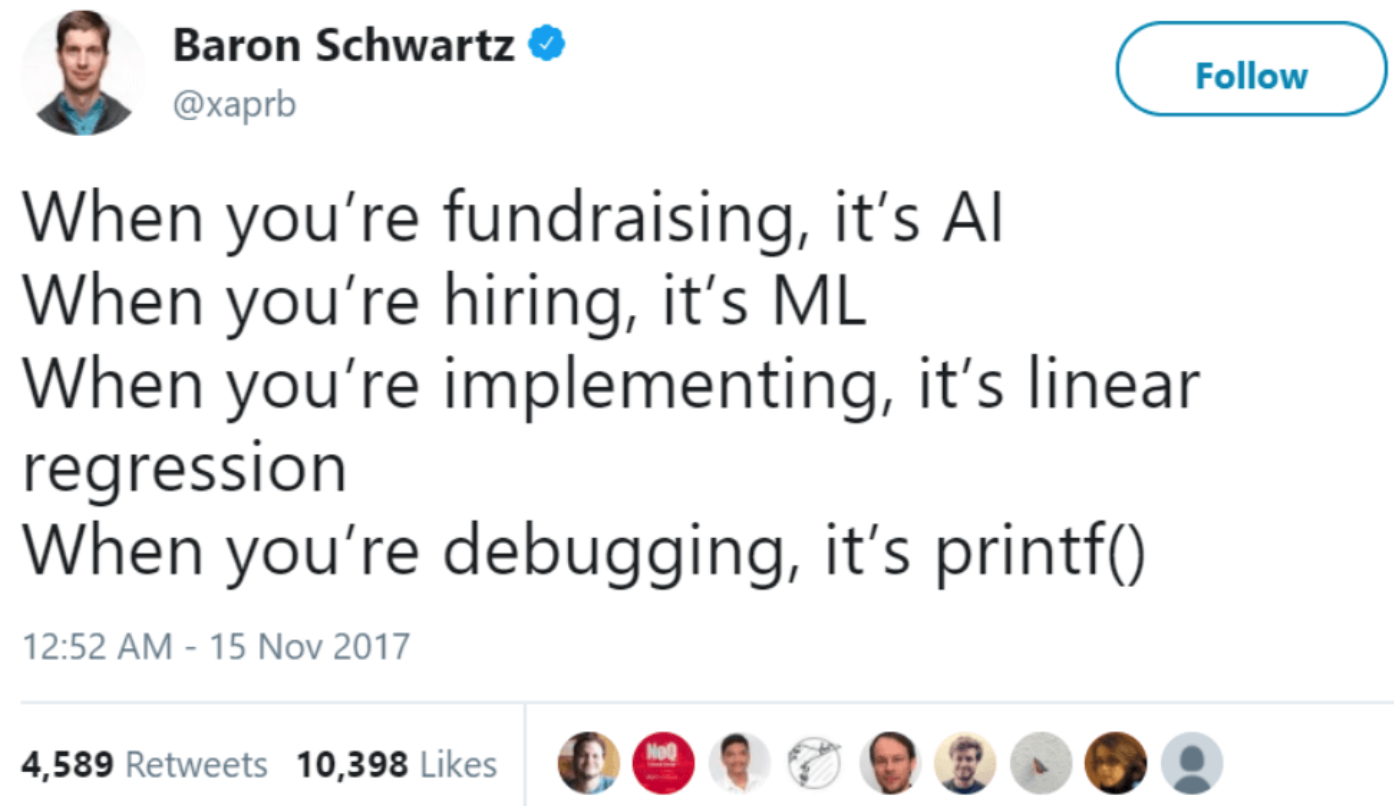 Baron Schwartz
@xaprb
Follow
When you’re fundraising, it’s AI
When you’re hiring, it’s ML
When you’re implementing, it’s linear
regression
When you’re debugging, it’s printf()
12:52 AM - 15 Nov 2017
4,589 Retweets 10,398 Likes
NoQ